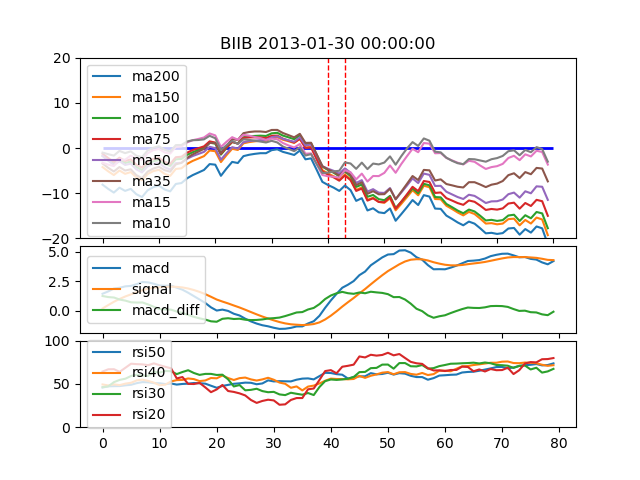 BIIB 2013-01-30 00:00:00
20
10
0
−10
−20
ma200
ma150
ma100
ma75
ma50
ma35
ma15
ma10
5.0
2.5
0.0
macd
signal
macd_diff
100
50
0
rsi50
rsi40
rsi30
rsi20
0 10 20 30 40 50 60 70 80